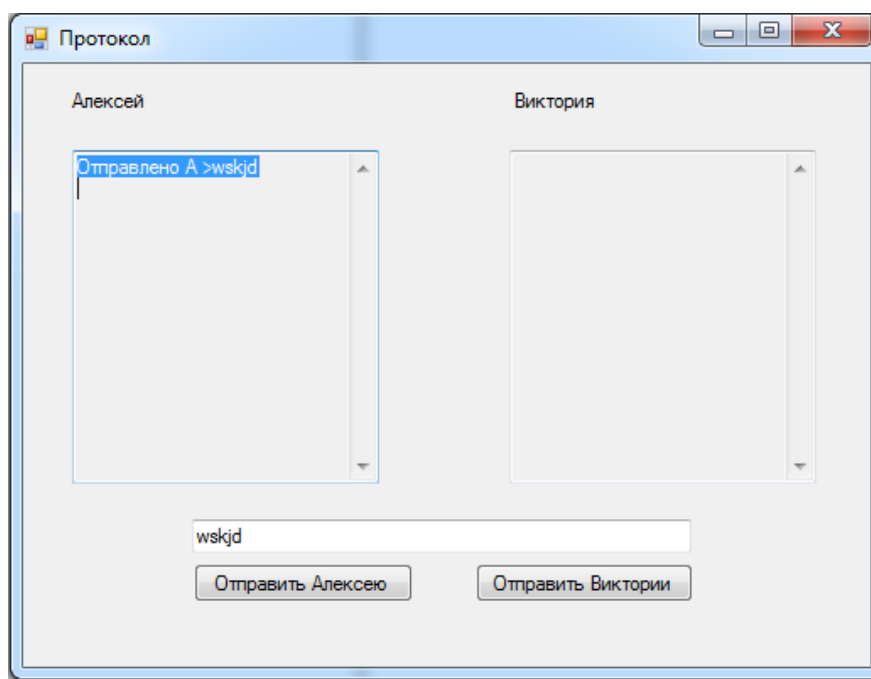 Протокол
Алексей
Виктория
Отправлено A >wskjd
wskjd
Отправить Алексею
Отправить Виктории